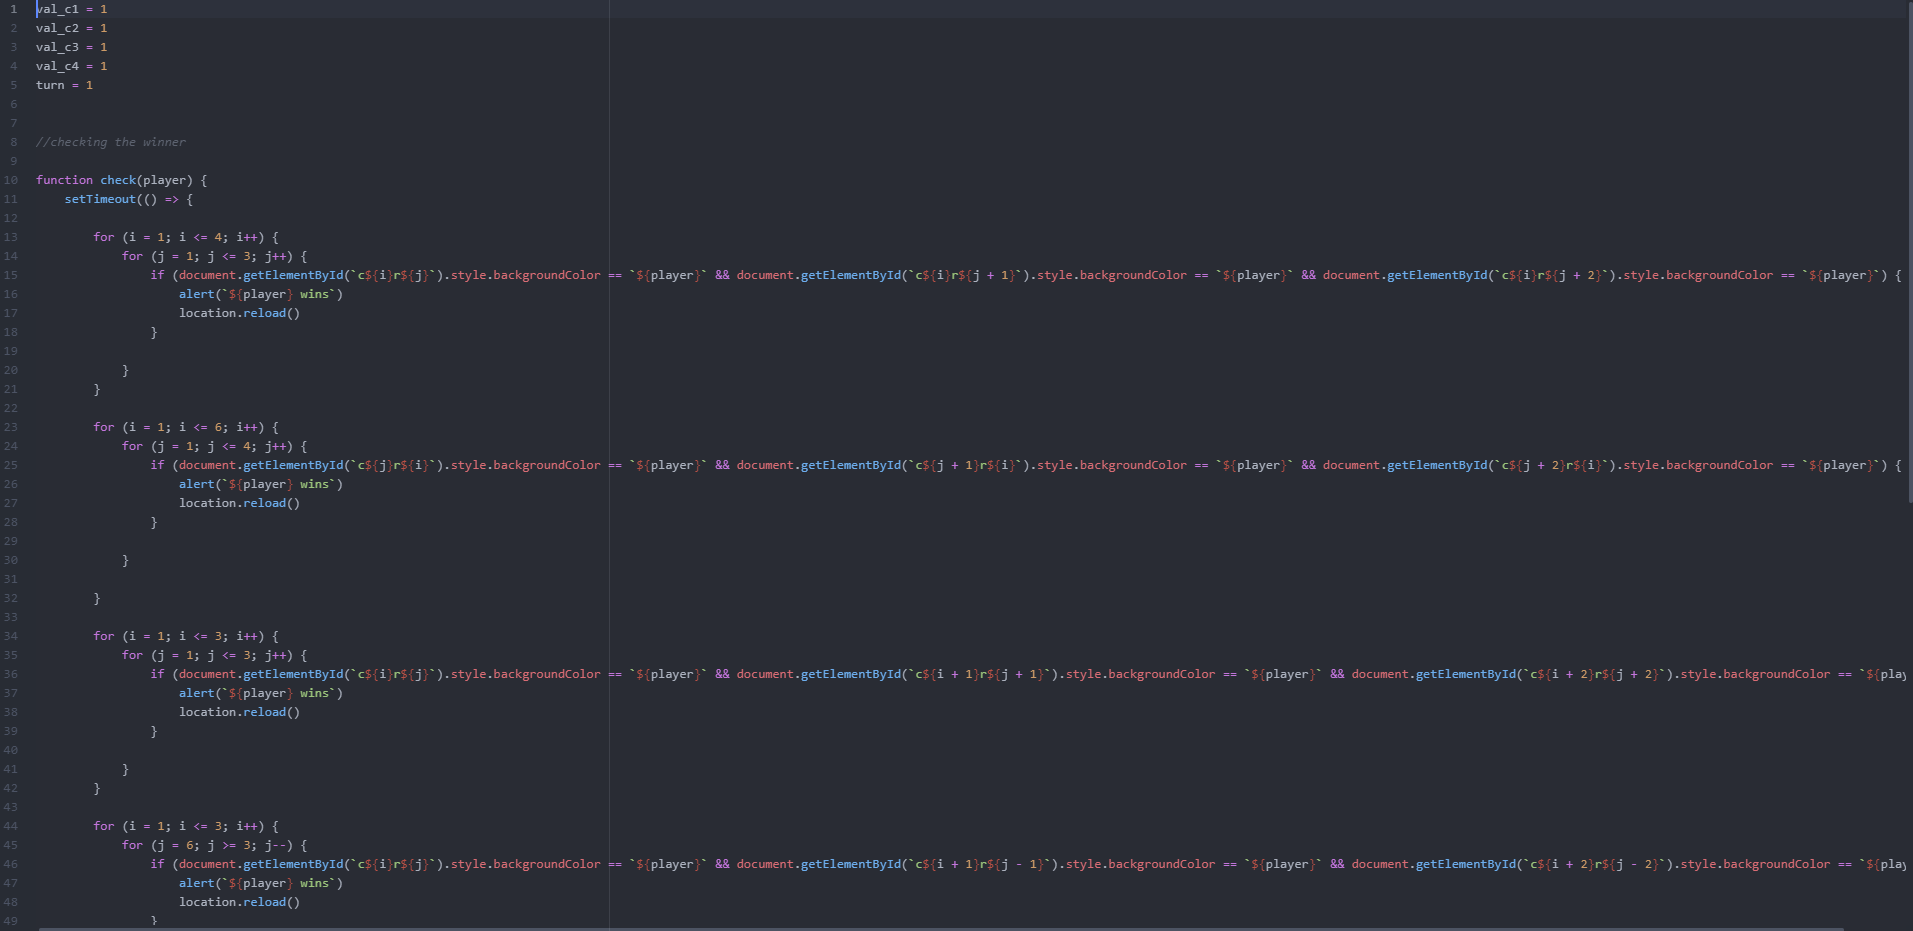 1 val_c1 = 1
2 val_c2 = 1
3 val_c3 = 1
4 val_c4 = 1
5 turn = 1
6
7
8 //checking the winner
9
10 function check(player) {
11     setTimeout(() => {
12
13         for (i = 1; i <= 4; i++) {
14             for (j = 1; j <= 3; j++) {
15                 if (document.getElementById(`c${i}r${j}`).style.backgroundColor == `${player}` && document.getElementById(`c${i}r${j + 1}`).style.backgroundColor == `${player}` && document.getElementById(`c${i}r${j + 2}`).style.backgroundColor == `${player}`) {
16                     alert(`${player} wins`)
17                     location.reload()
18                 }
19
20             }
21         }
22
23         for (i = 1; i <= 6; i++) {
24             for (j = 1; j <= 4; j++) {
25                 if (document.getElementById(`c${j}r${i}`).style.backgroundColor == `${player}` && document.getElementById(`c${j + 1}r${i}`).style.backgroundColor == `${player}` && document.getElementById(`c${j + 2}r${i}`).style.backgroundColor == `${player}`) {
26                     alert(`${player} wins`)
27                     location.reload()
28                 }
29
30             }
31
32         }
33
34         for (i = 1; i <= 3; i++) {
35             for (j = 1; j <= 3; j++) {
36                 if (document.getElementById(`c${i}r${j}`).style.backgroundColor == `${player}` && document.getElementById(`c${i + 1}r${j + 1}`).style.backgroundColor == `${player}` && document.getElementById(`c${i + 2}r${j + 2}`).style.backgroundColor == `${play
37                     alert(`${player} wins`)
38                     location.reload()
39                 }
40
41             }
42         }
43
44         for (i = 1; i <= 3; i++) {
45             for (j = 6; j >= 3; j--) {
46                 if (document.getElementById(`c${i}r${j}`).style.backgroundColor == `${player}` && document.getElementById(`c${i + 1}r${j - 1}`).style.backgroundColor == `${player}` && document.getElementById(`c${i + 2}r${j - 2}`).style.backgroundColor == `${play
47                     alert(`${player} wins`)
48                     location.reload()
49                 }